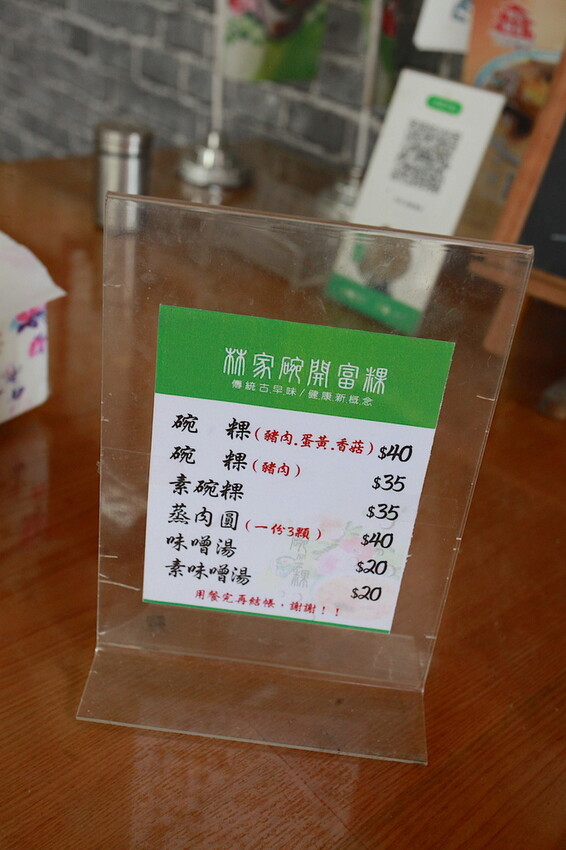 林家碗開富粿
傳統古早味/健康新概念
碗 粿(豬肉.蛋黃.香菇) $40
碗 粿(豬肉) $35
素碗粿 $35
蒸肉圓(一份3顆) $40
味噌湯 $20
素味噌湯 $20
用餐完再結帳，謝謝!!